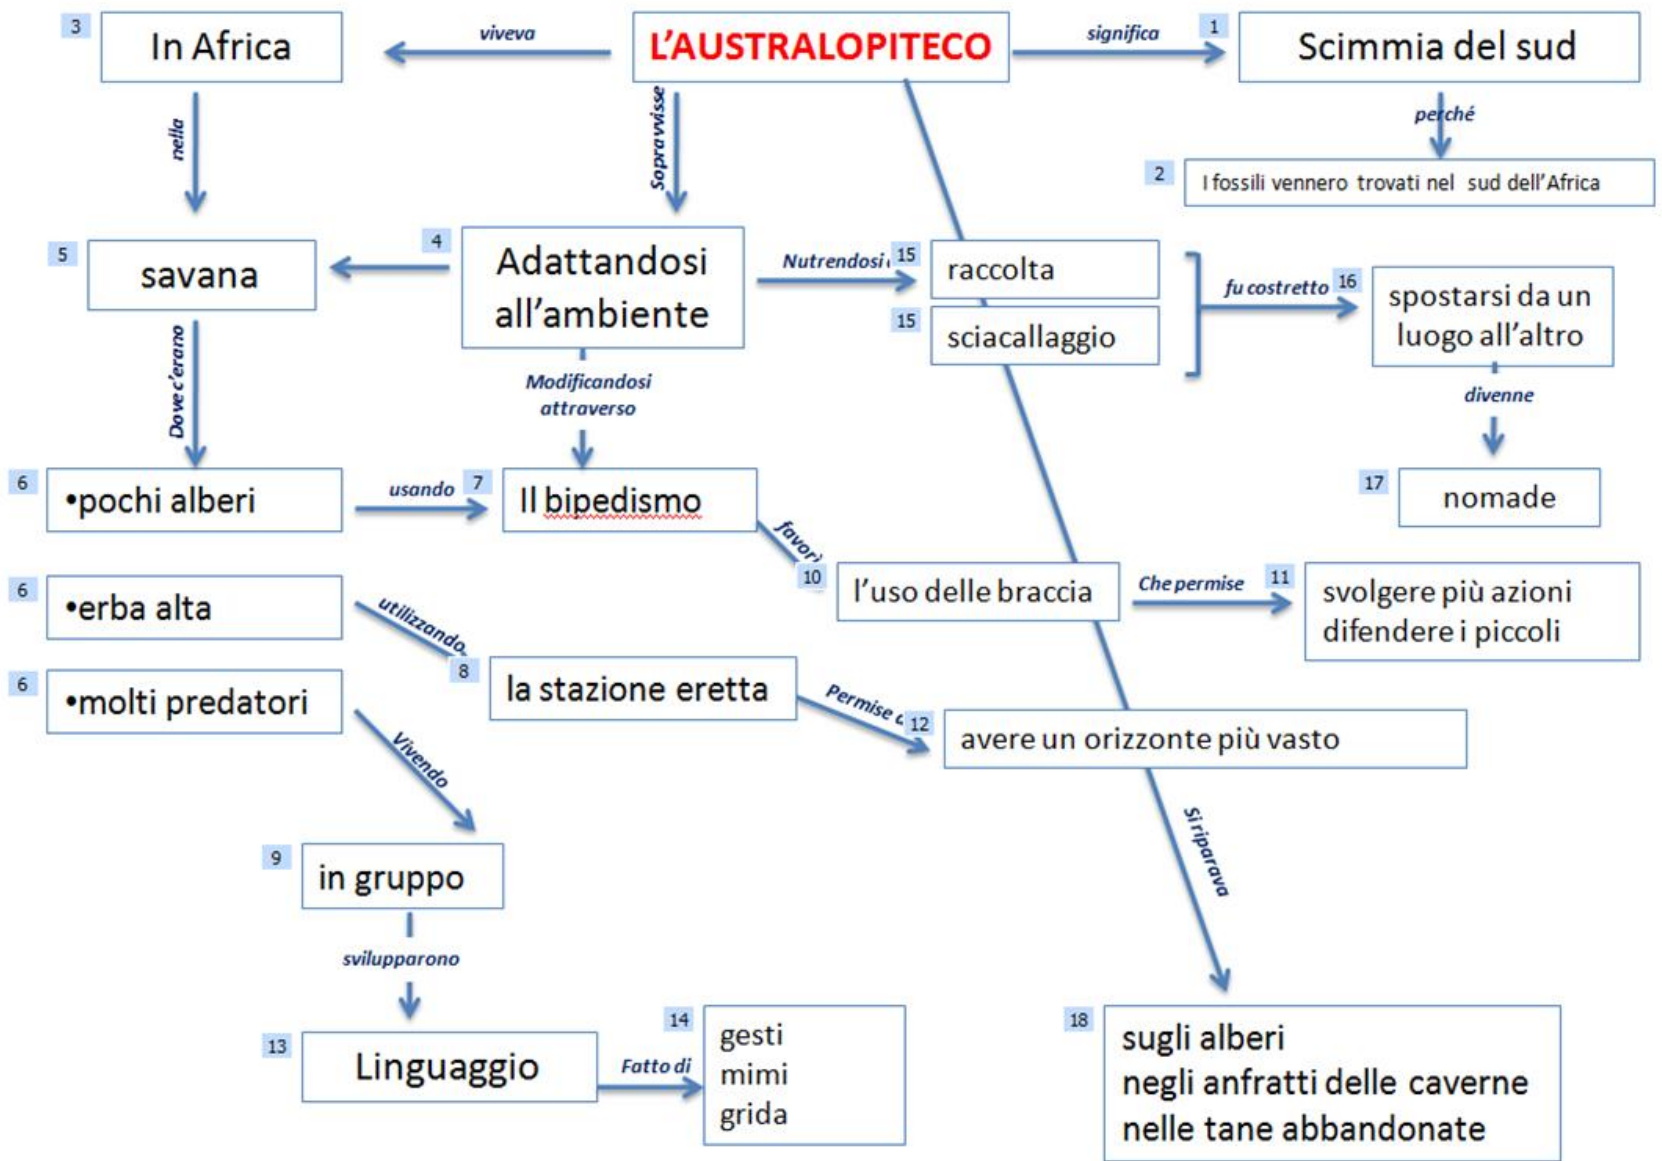 3
In Africa
viveva
L'AUSTRALOPITECO
significa
1
Scimmia del sud
nella
Sopravvisse
perché
2
I fossili vennero trovati nel sud dell'Africa
5
savana
4
Adattandosi
all'ambiente
Nutrendosi
15
raccolta
15
sciacallaggio
fu costretto
16
spostarsi da un
luogo all'altro
Dove c'erano
Modificandosi
attraverso
divenne
6
•pochi alberi
usando
7
Il bipedismo
17
nomade
favorì
6
•erba alta
utilizzando
10
l'uso delle braccia
Che permise
11
svolgere più azioni
difendere i piccoli
6
•molti predatori
8
la stazione eretta
Permise
12
avere un orizzonte più vasto
Vivendo
Si riparava
9
in gruppo
svilupparono
13
Linguaggio
Fatto di
14
gesti
mimi
grida
18
sugli alberi
negli anfratti delle caverne
nelle tane abbandonate